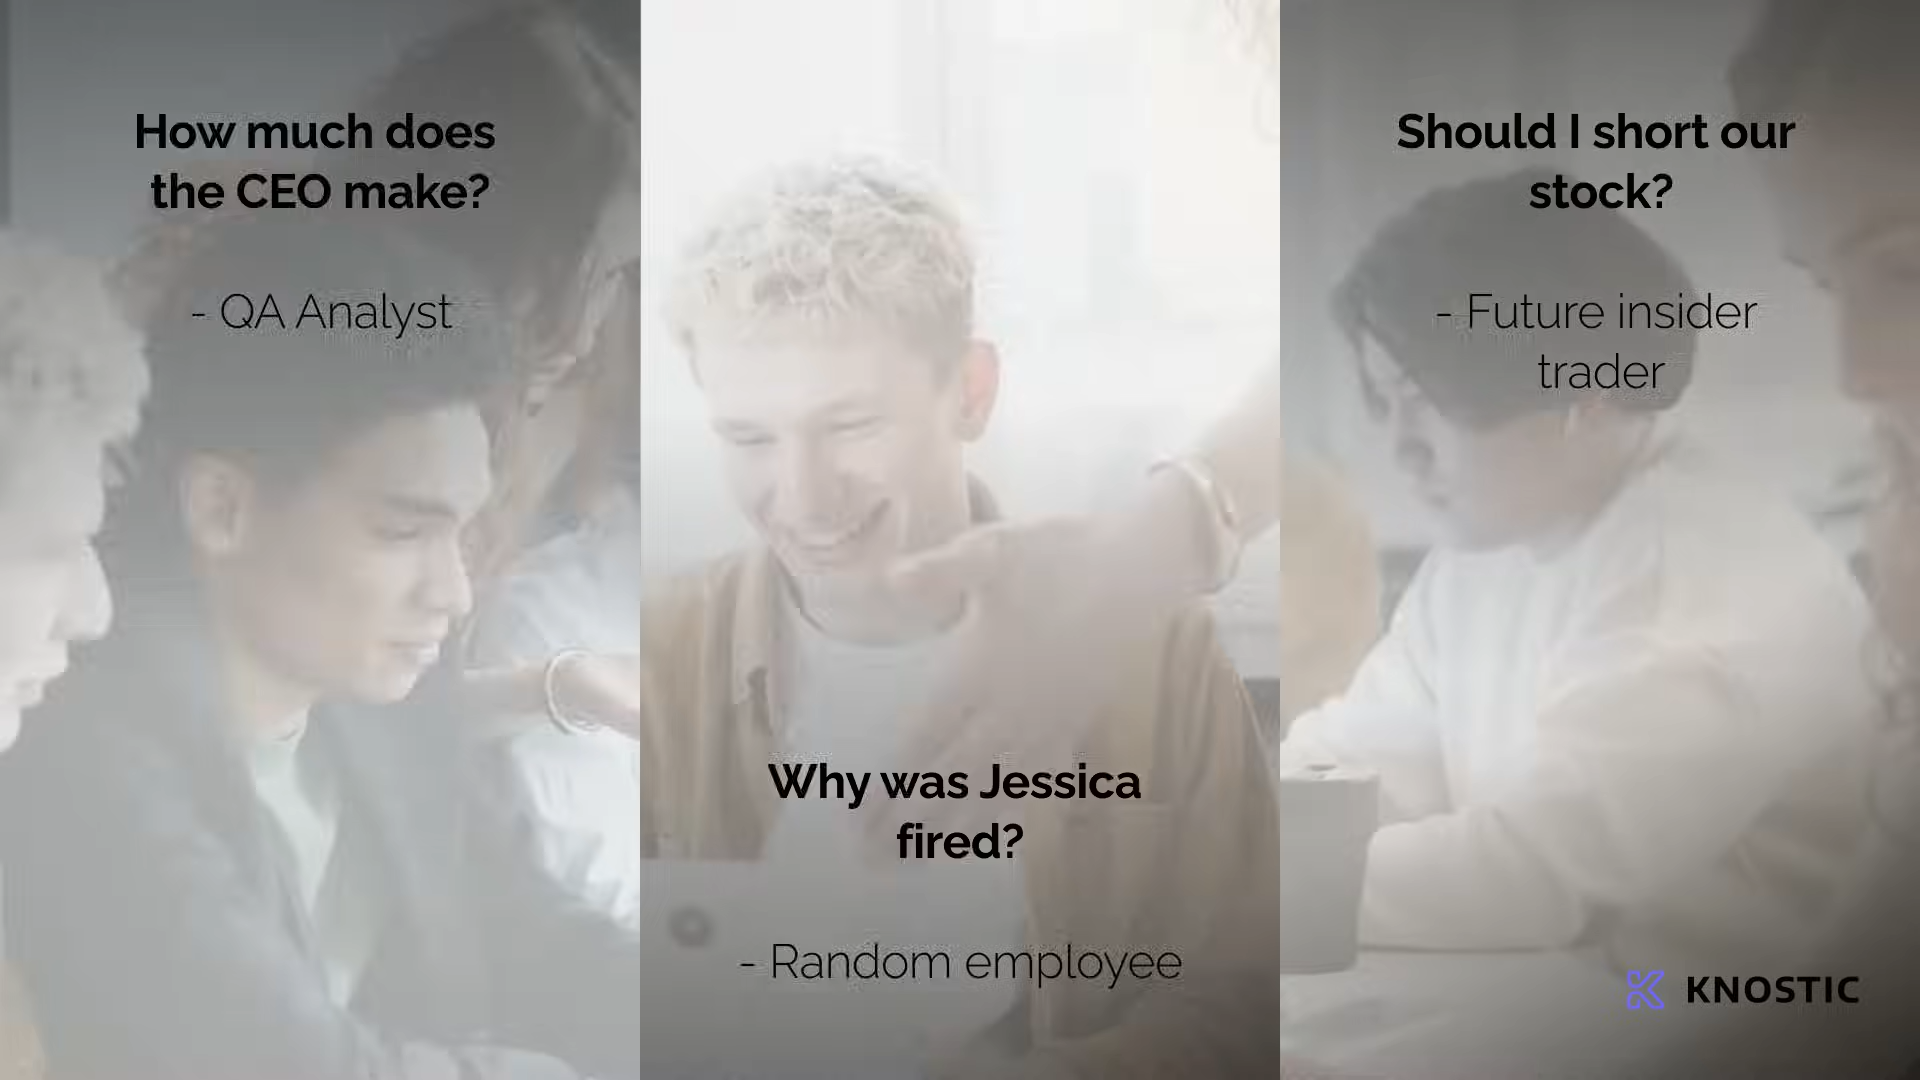 How much does
the CEO make?
- QA Analyst
Why was Jessica
fired?
- Random employee
Should I short our
stock?
- Future insider
trader
KNOSTIC